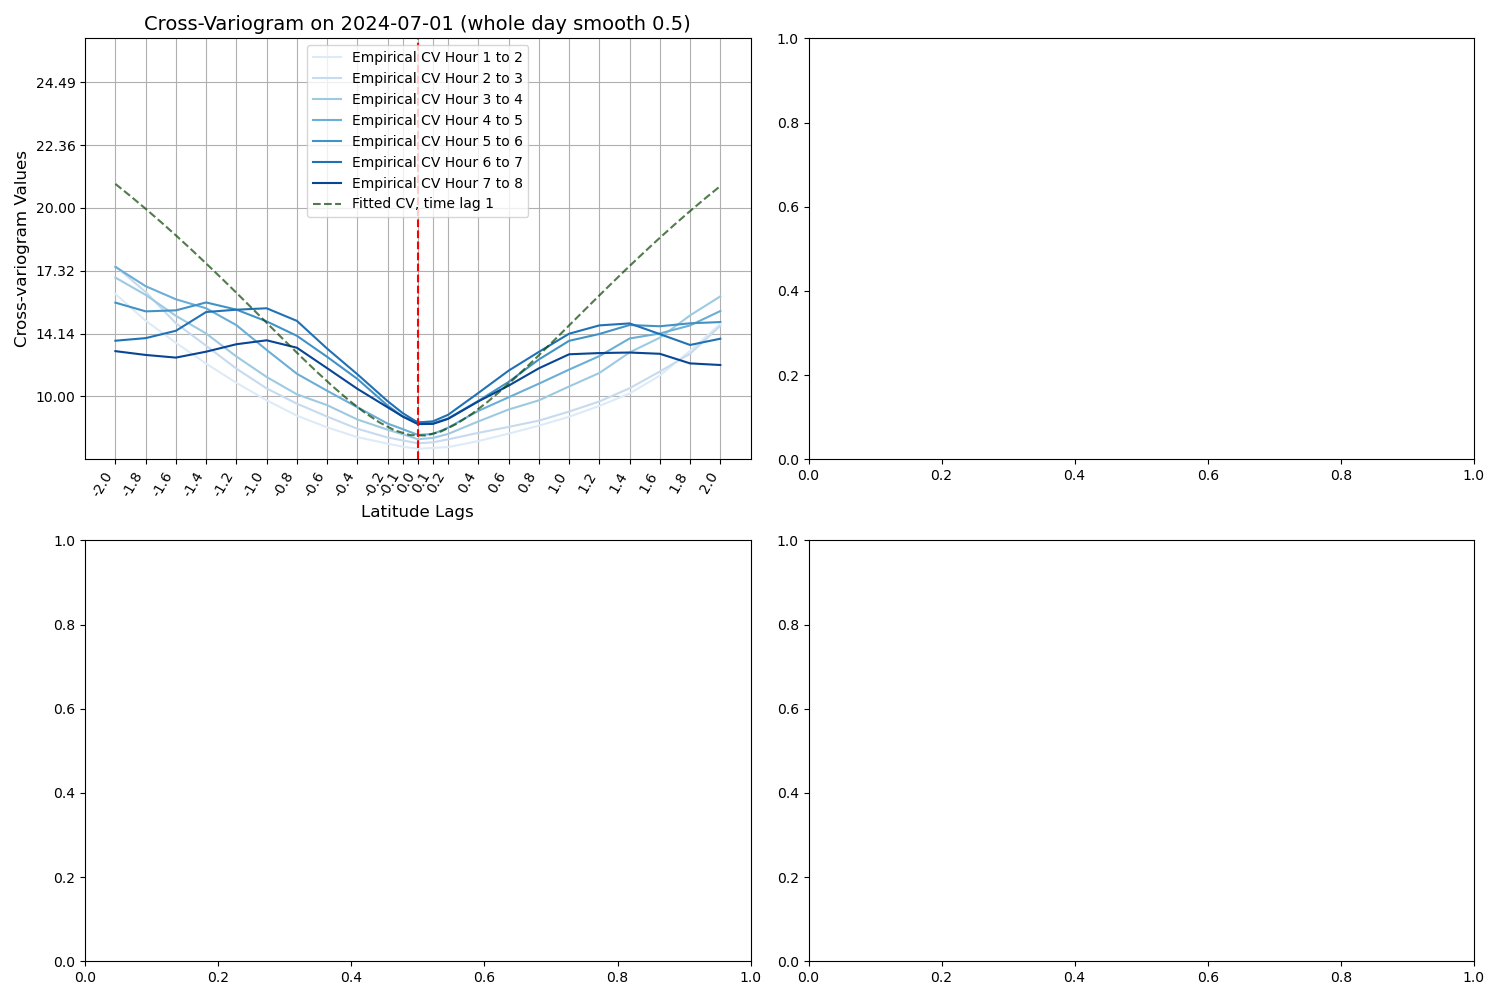 Cross-Variogram on 2024-07-01 (whole day smooth 0.5)
Empirical CV Hour 1 to 2
Empirical CV Hour 2 to 3
Empirical CV Hour 3 to 4
Empirical CV Hour 4 to 5
Empirical CV Hour 5 to 6
Empirical CV Hour 6 to 7
Empirical CV Hour 7 to 8
Fitted CV, time lag 1
Cross-variogram Values
24.49
22.36
20.00
17.32
14.14
10.00
-2.0 -1.8 -1.6 -1.4 -1.2 -1.0 -0.8 -0.6 -0.4 -0.2 -0.1 0.0 0.1 0.2 0.4 0.6 0.8 1.0 1.2 1.4 1.6 1.8 2.0
Latitude Lags
1.0
0.8
0.6
0.4
0.2
0.0
0.0 0.2 0.4 0.6 0.8 1.0
1.0
0.8
0.6
0.4
0.2
0.0
0.0 0.2 0.4 0.6 0.8 1.0
1.0
0.8
0.6
0.4
0.2
0.0
0.0 0.2 0.4 0.6 0.8 1.0